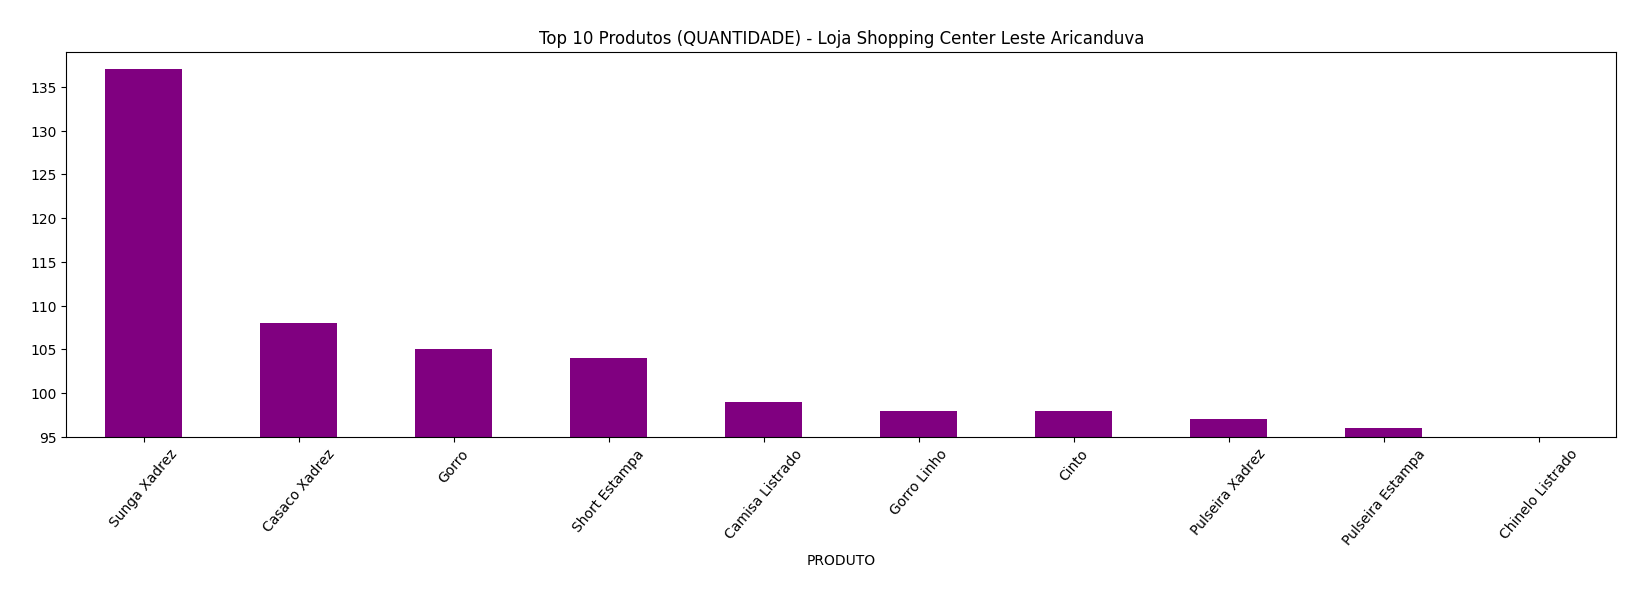 Top 10 Produtos (QUANTIDADE) - Loja Shopping Center Leste Aricanduva
135
130
125
120
115
110
105
100
95
Sunga Xadrez
Casaco Xadrez
Gorro
Short Estampa
Camisa Listrado
Gorro Linho
Cinto
Pulseira Xadrez
Pulseira Estampa
Chinelo Listrado
PRODUTO